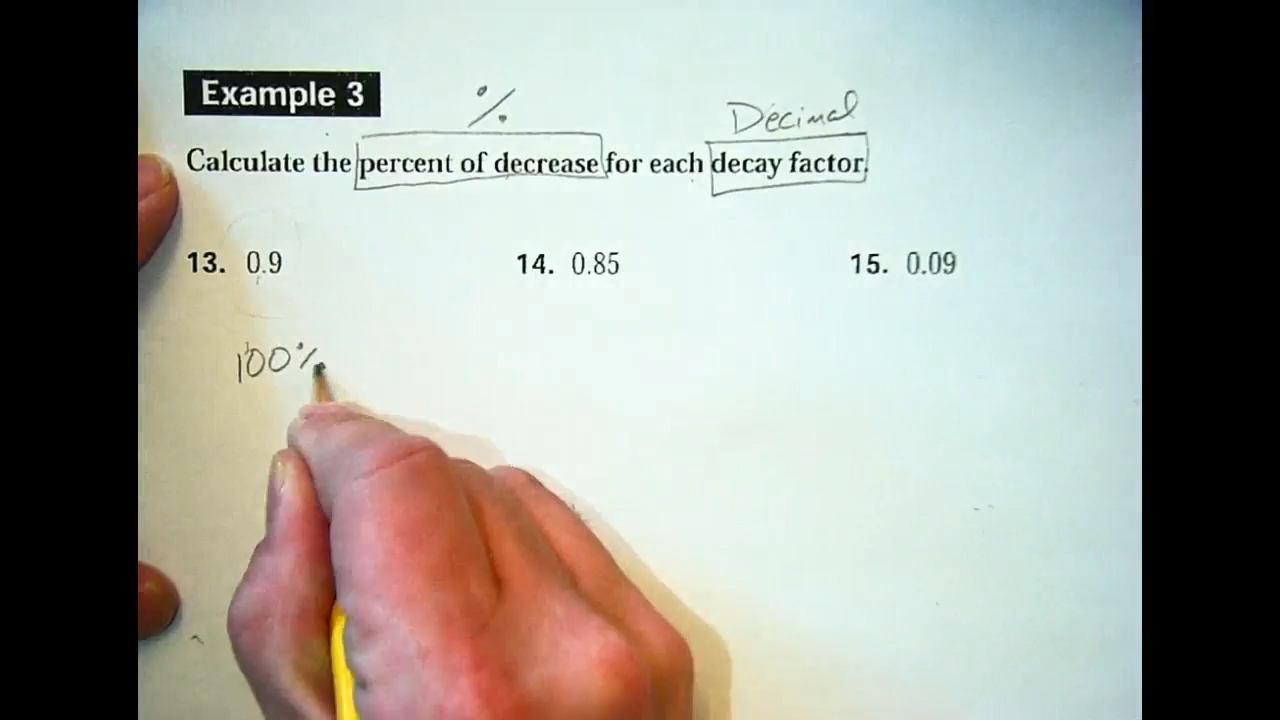 Example 3
% Decimal
Calculate the percent of decrease for each decay factor.
13. 0.9 14. 0.85 15. 0.09
100%